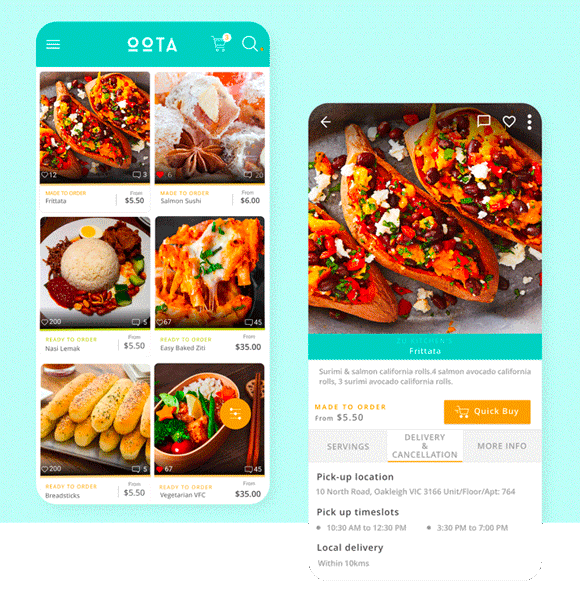 OOTA
3
12
3
MADE TO ORDER
Frittata
From
$5.50
6
20
MADE TO ORDER
Salmon Sushi
From
$6.00
200
5
READY TO ORDER
Nasi Lemak
From
$5.50
67
45
READY TO ORDER
Easy Baked Ziti
From
$35.00
200
5
READY TO ORDER
Breadsticks
From
$5.50
67
45
READY TO ORDER
Vegetarian VFC
From
$35.00
ZU KITCHEN'S
Frittata
Surimi & salmon california rolls.4 salmon avocado california
rolls, 3 surimi avocado california rolls.
MADE TO ORDER
From $5.50
Quick Buy
SERVINGS
DELIVERY
&
CANCELLATION
MORE INFO
Pick-up location
10 North Road, Oakleigh VIC 3166 Unit/Floor/Apt: 764
Pick up timeslots
10:30 AM to 12:30 PM
3:30 PM to 7:00 PM
Local delivery
Within 10kms